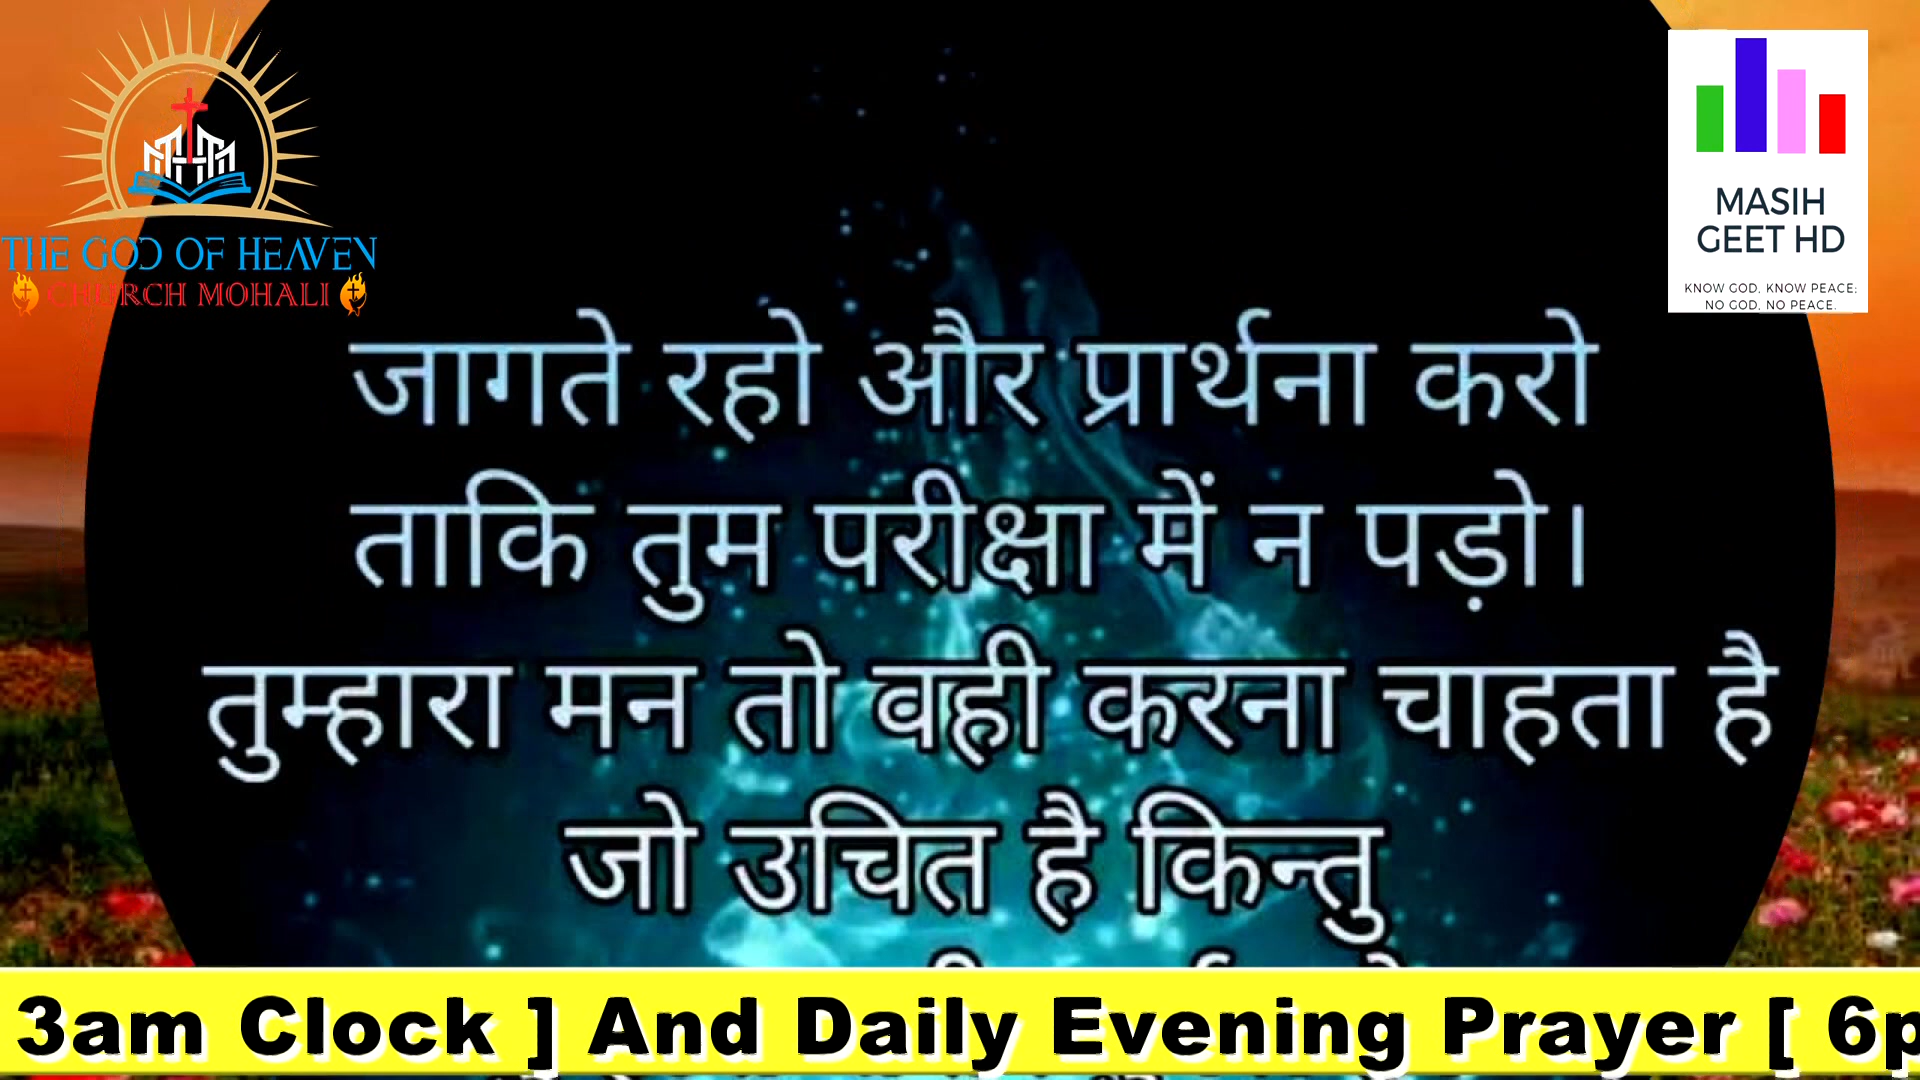 THE GOD OF HEAVEN
CHURCH MOHALI
MASIH
GEET HD
KNOW GOD, KNOW PEACE;
NO GOD, NO PEACE.
जागते रहो और प्रार्थना करो
ताकि तुम परीक्षा में न पड़ो।
तुम्हारा मन तो वही करना चाहता है
जो उचित है किन्तु
3am Clock ] And Daily Evening Prayer [ 6p